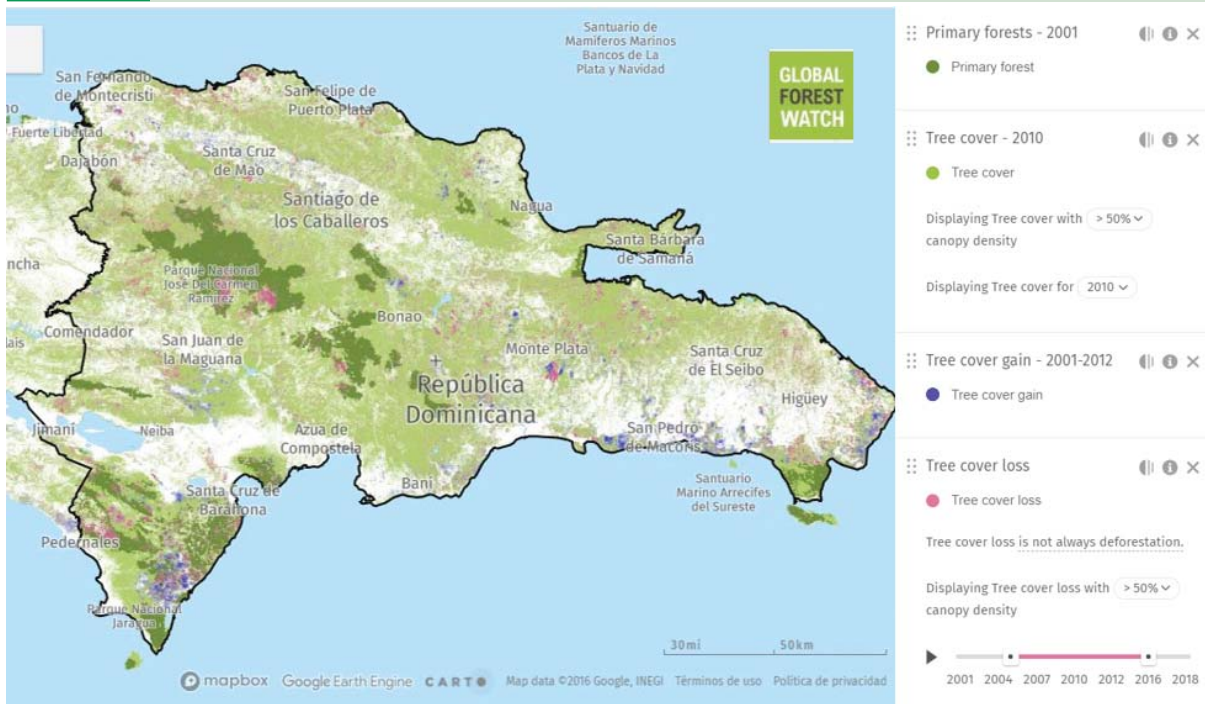 Santuario de
Mamíferos Marinos
Bancos de La
Plata y Navidad
GLOBAL
FOREST
WATCH
San Fernando
de Montecristi
San Felipe de
Puerto Plata
Fuerte Libertad
Dajabón
Santa Cruz
de Mao
Santiago de
los Caballeros
Nagua
Santa Bárbara
de Samaná
ncha
Parque Nacional
José Del Carmen
Ramírez
Bonao
Comendador
ais
San Juan de
la Maguana
Monte Plata
Santa Cruz
de El Seibo
República
Dominicana
Higüey
Jimaní
Neiba
Azua de
Compostela
San Pedro
de Macorís
Baní
Santa Cruz de
Barahona
Santuario
Marino Arrecifes
del Sureste
Pedernales
Parque Nacional
Jaragua
30mi
50km
mapbox Google Earth Engine CARTO Map data ©2016 Google, INEGI Términos de uso Política de privacidad
Primary forests - 2001
Primary forest
Tree cover - 2010
Tree cover
Displaying Tree cover with > 50%
canopy density
Displaying Tree cover for 2010
Tree cover gain - 2001-2012
Tree cover gain
Tree cover loss
Tree cover loss
Tree cover loss is not always deforestation.
Displaying Tree cover loss with > 50%
canopy density
2001 2004 2007 2010 2012 2016 2018